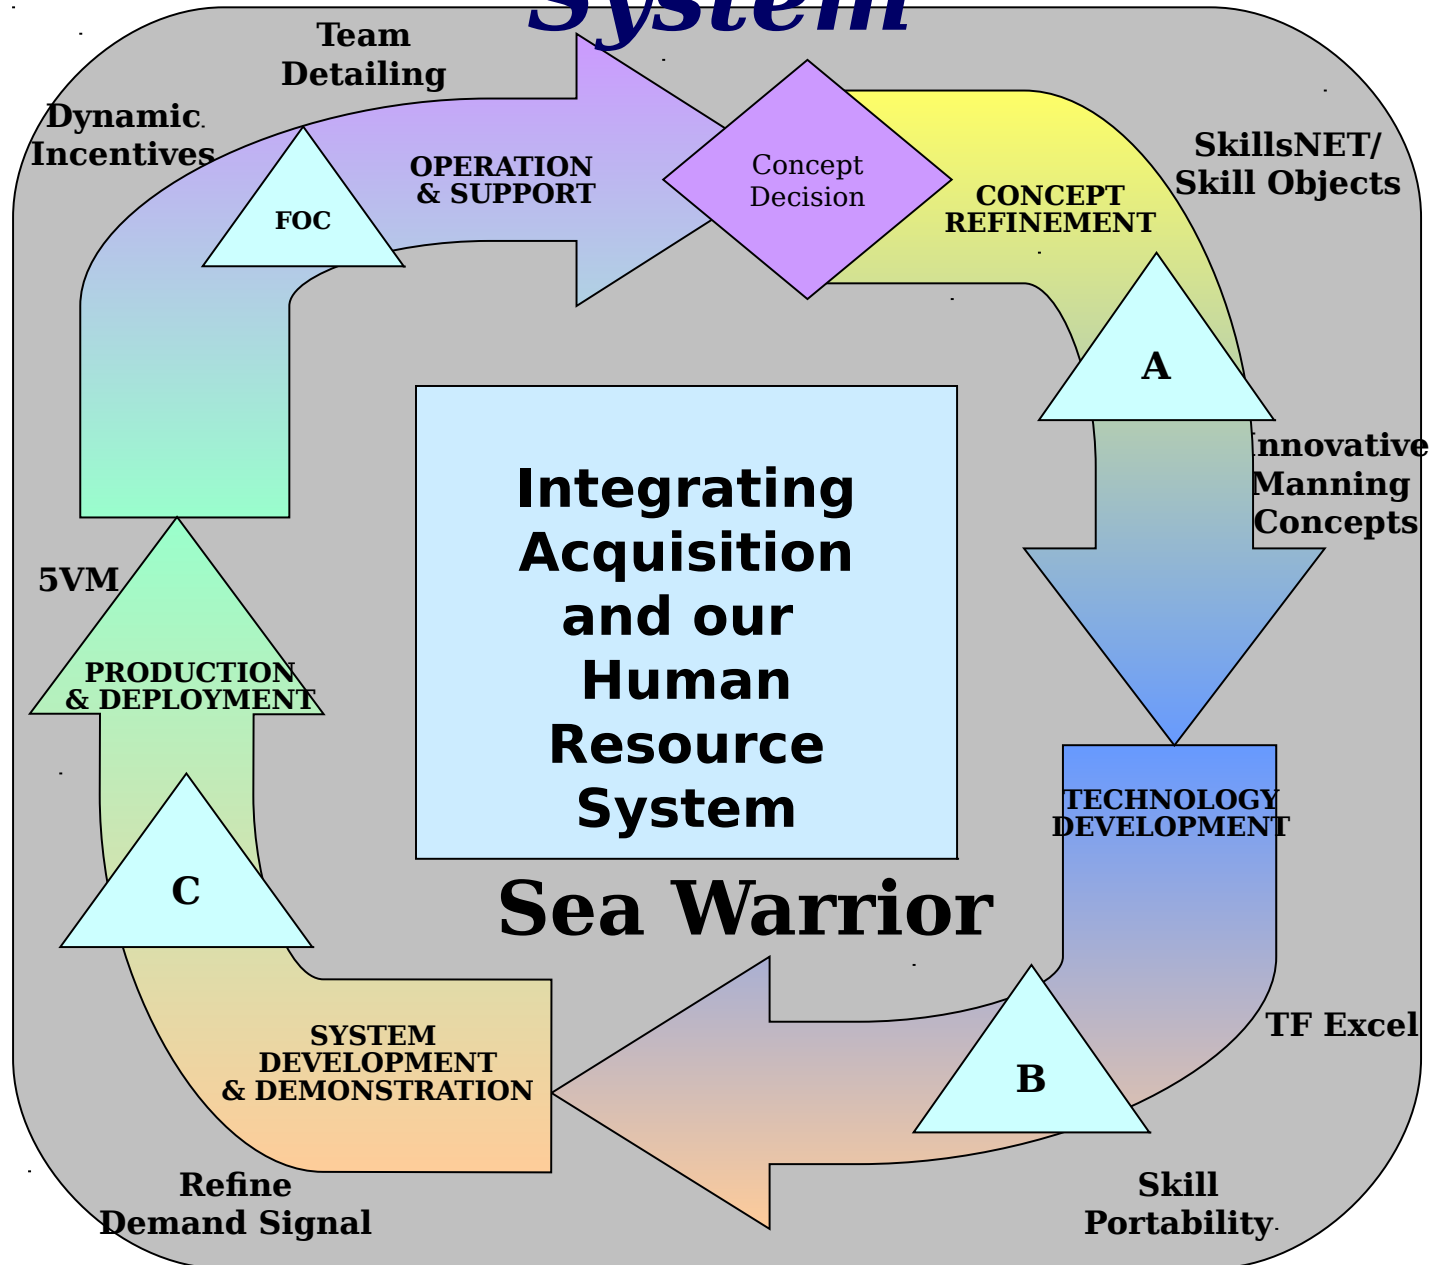 System
Team
Detailing
Dynamic
Incentives
OPERATION
& SUPPORT
FOC
Concept
Decision
CONCEPT
REFINEMENT
SkillsNET/
Skill Objects
A
Innovative
Manning
Concepts
Integrating
Acquisition
and our
Human
Resource
System
5VM
PRODUCTION
& DEPLOYMENT
TECHNOLOGY
DEVELOPMENT
C
Sea Warrior
TF Excel
SYSTEM
DEVELOPMENT
& DEMONSTRATION
B
Refine
Demand Signal
Skill
Portability